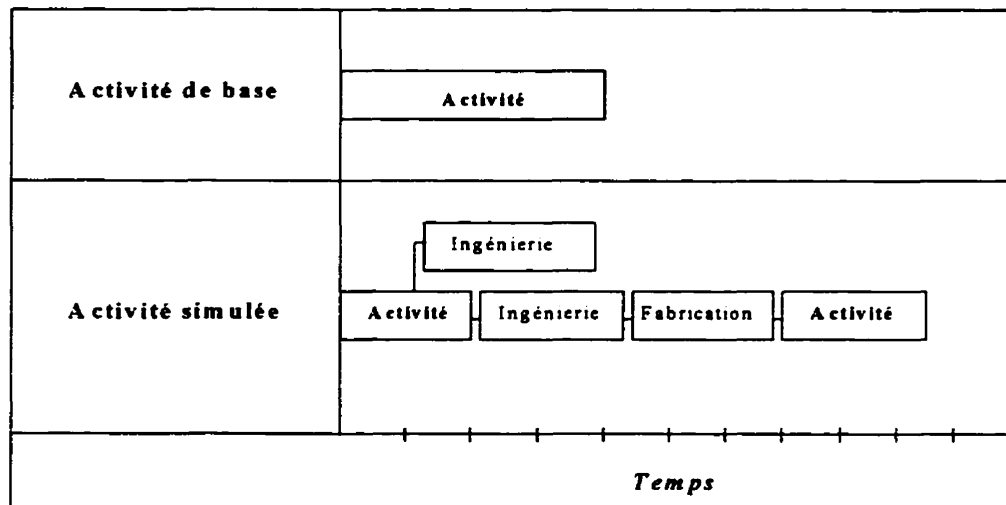 Activité de base
Activité
Ingénierie
Activité simulée
Activité
Ingénierie
Fabrication
Activité
Temps